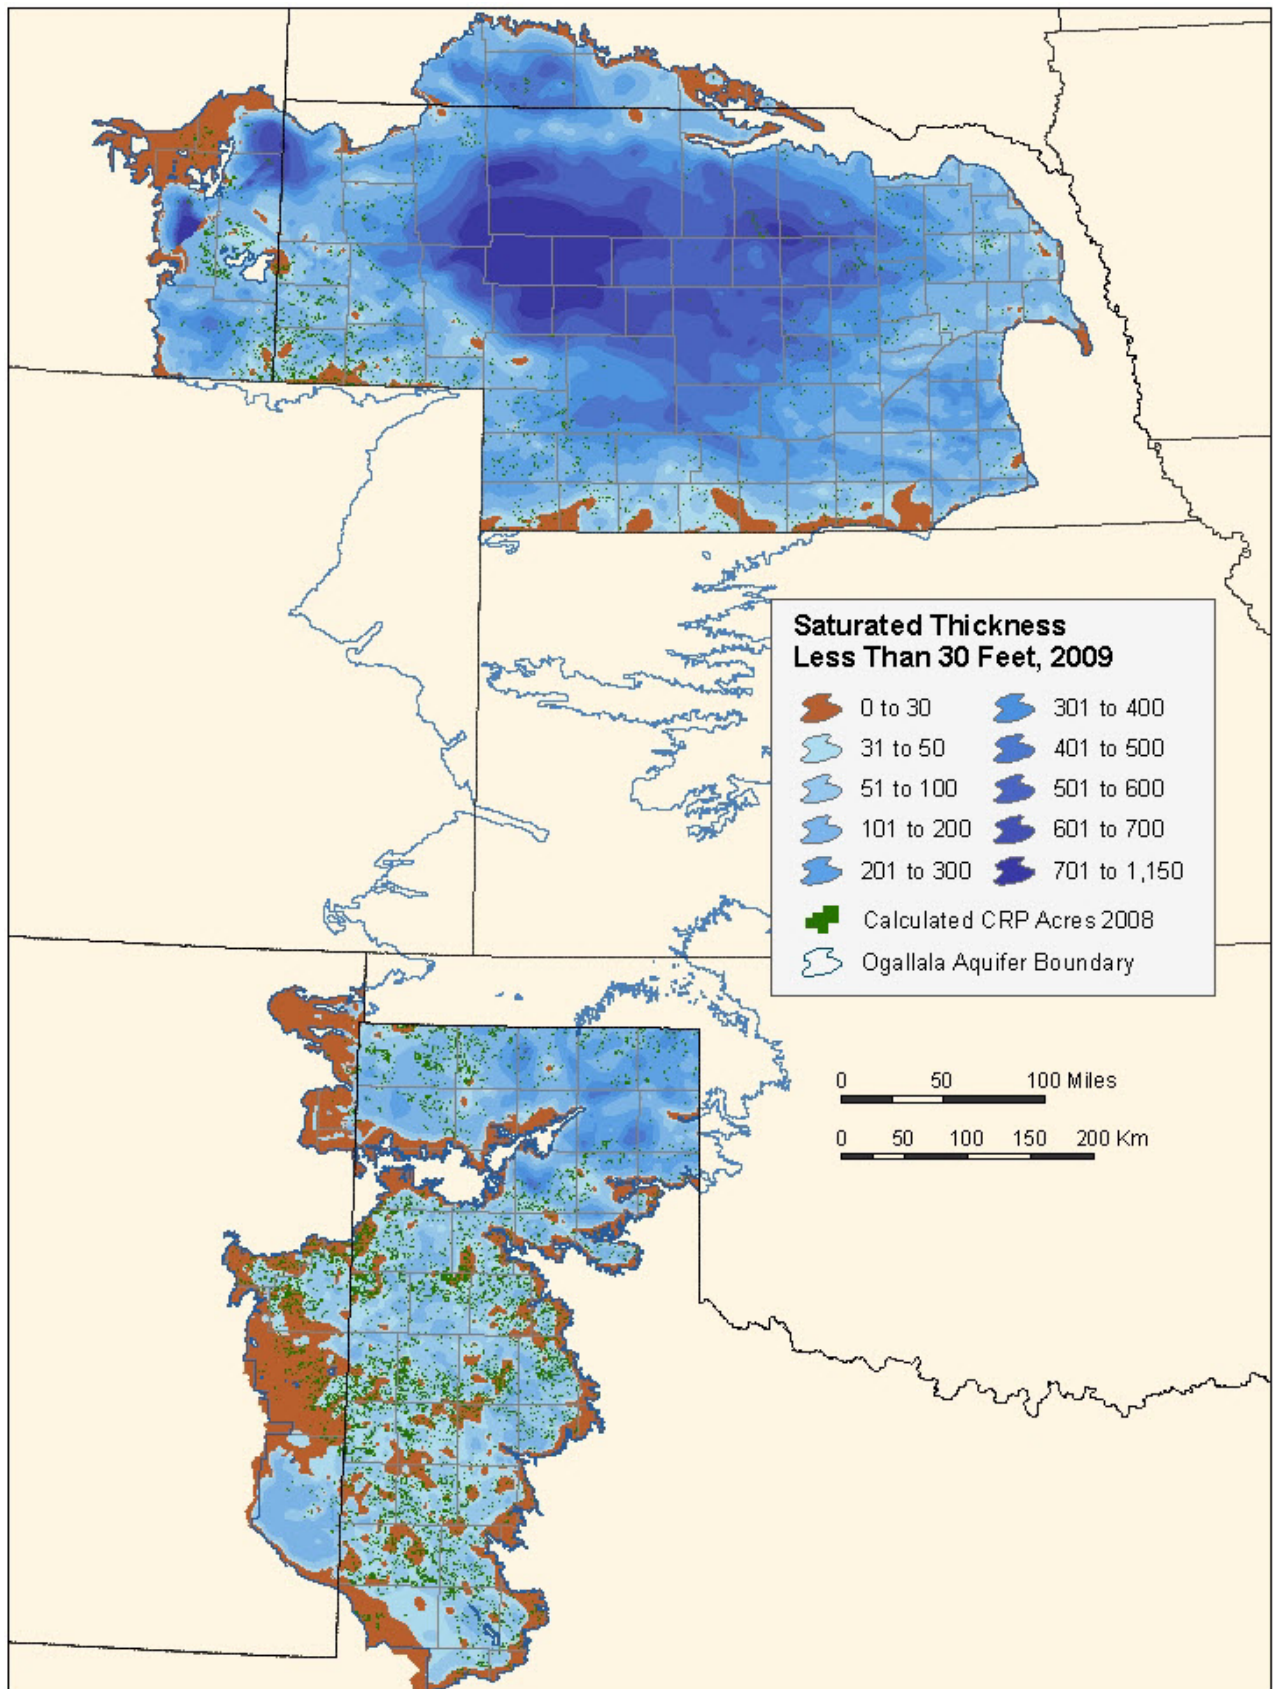 Saturated Thickness
Less Than 30 Feet, 2009
0 to 30
301 to 400
31 to 50
401 to 500
51 to 100
501 to 600
101 to 200
601 to 700
201 to 300
701 to 1,150
Calculated CRP Acres 2008
Ogallala Aquifer Boundary
0 50 100 Miles
0 50 100 150 200 Km